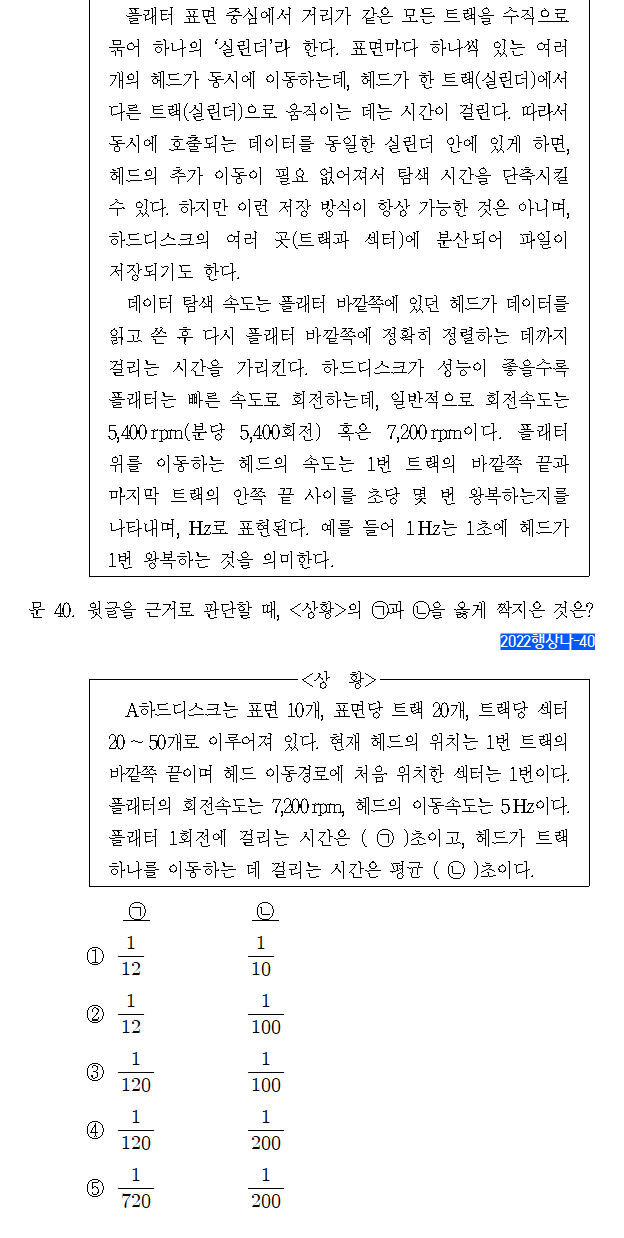 플래터 표면 중심에서 거리가 같은 모든 트랙을 수직으로
묶어 하나의 ‘실린더’라 한다. 표면마다 하나씩 있는 여러
개의 헤드가 동시에 이동하는데, 헤드가 한 트랙(실린더)에서
다른 트랙(실린더)으로 움직이는 데는 시간이 걸린다. 따라서
동시에 호출되는 데이터를 동일한 실린더 안에 있게 하면,
헤드의 추가 이동이 필요 없어져서 탐색 시간을 단축시킬
수 있다. 하지만 이런 저장 방식이 항상 가능한 것은 아니며,
하드디스크의 여러 곳(트랙과 섹터)에 분산되어 파일이
저장되기도 한다.
데이터 탐색 속도는 플래터 바깥쪽에 있던 헤드가 데이터를
읽고 쓴 후 다시 플래터 바깥쪽에 정확히 정렬하는 데까지
걸리는 시간을 가리킨다. 하드디스크가 성능이 좋을수록
플래터는 빠른 속도로 회전하는데, 일반적으로 회전속도는
5,400 rpm(분당 5,400회전) 혹은 7,200 rpm이다. 플래터
위를 이동하는 헤드의 속도는 1번 트랙의 바깥쪽 끝과
마지막 트랙의 안쪽 끝 사이를 초당 몇 번 왕복하는지를
나타내며, Hz로 표현된다. 예를 들어 1 Hz는 1초에 헤드가
1번 왕복하는 것을 의미한다.
문 40. 윗글을 근거로 판단할 때, <상황>의 ㉠과 ㉡을 옳게 짝지은 것은?
2022행상나-40
<상 황>
A하드디스크는 표면 10개, 표면당 트랙 20개, 트랙당 섹터
20 ~ 50개로 이루어져 있다. 현재 헤드의 위치는 1번 트랙의
바깥쪽 끝이며 헤드 이동경로에 처음 위치한 섹터는 1번이다.
플래터의 회전속도는 7,200 rpm, 헤드의 이동속도는 5 Hz이다.
플래터 1회전에 걸리는 시간은 ( ㉠ )초이고, 헤드가 트랙
하나를 이동하는 데 걸리는 시간은 평균 ( ㉡ )초이다.
㉠ ㉡
① 1/12 1/10
② 1/12 1/100
③ 1/120 1/100
④ 1/120 1/200
⑤ 1/720 1/200